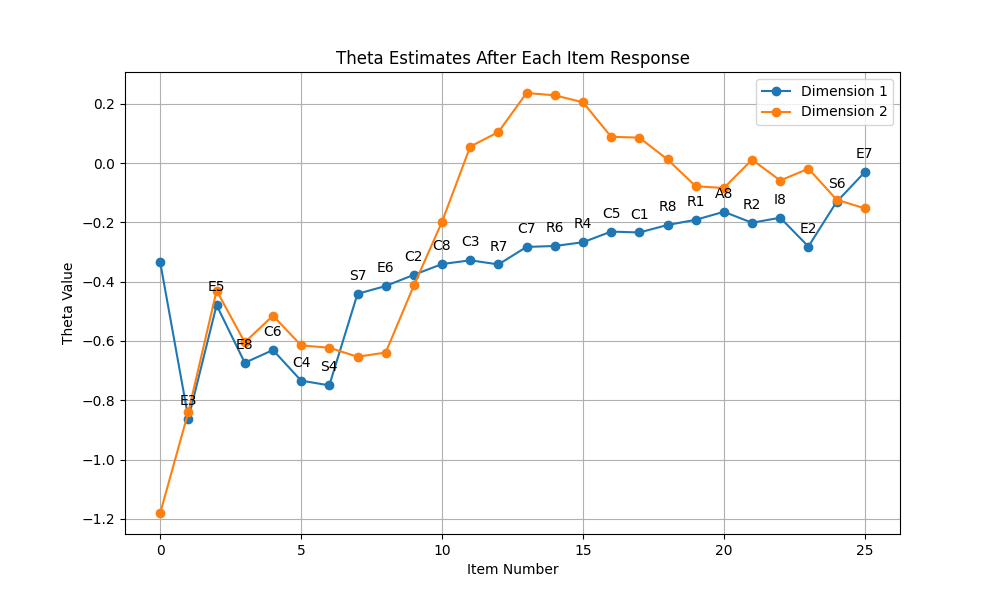 Theta Estimates After Each Item Response
Theta Value
0.2
0.0
−0.2
−0.4
−0.6
−0.8
−1.0
−1.2
Dimension 1
Dimension 2
E3
E5
E8
C6
C4
S4
S7
E6
C2
C8
C3
R7
C7
R6
R4
C5
C1
R8
R1
A8
R2
I8
E2
S6
E7
0 5 10 15 20 25
Item Number